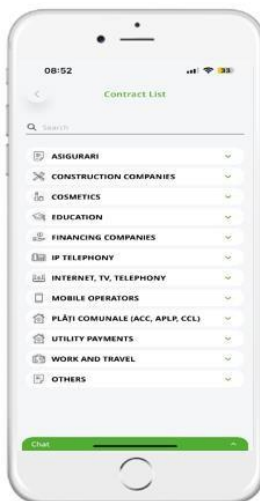 08:52
33
Contract List
Search
ASIGURARI
CONSTRUCTION COMPANIES
COSMETICS
EDUCATION
FINANCING COMPANIES
IP TELEPHONY
INTERNET, TV, TELEPHONY
MOBILE OPERATORS
PLĂȚI COMUNALE (ACC, APLP, CCL)
UTILITY PAYMENTS
WORK AND TRAVEL
OTHERS
Chat